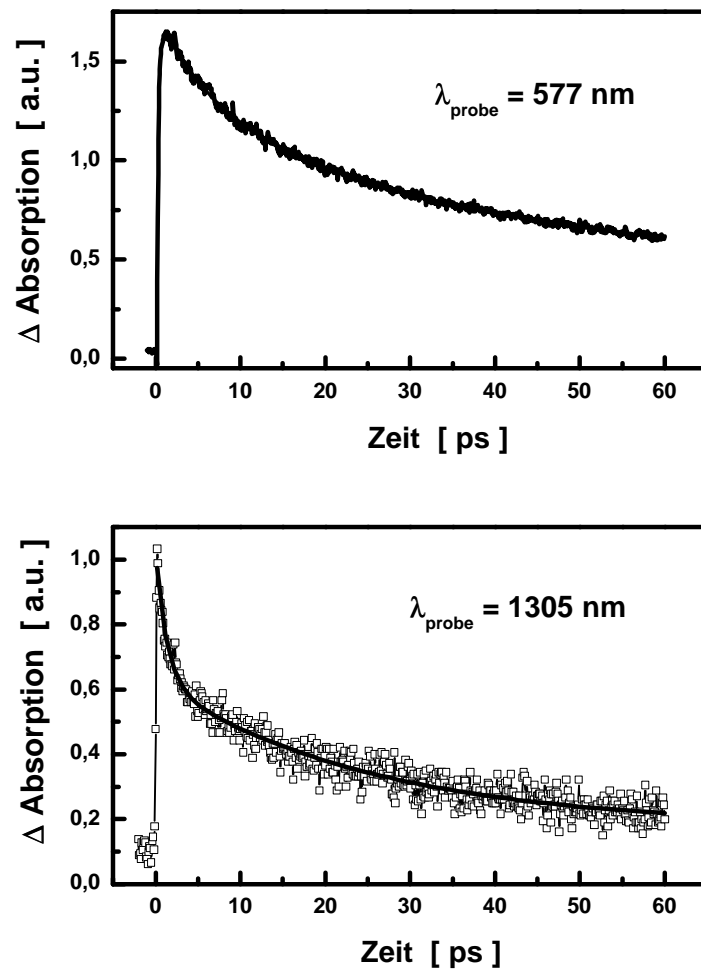 Δ Absorption [ a.u. ]
1,5
1,0
0,5
0,0
λprobe = 577 nm
0 10 20 30 40 50 60
Zeit [ ps ]
Δ Absorption [ a.u. ]
1,0
0,8
0,6
0,4
0,2
0,0
λprobe = 1305 nm
0 10 20 30 40 50 60
Zeit [ ps ]